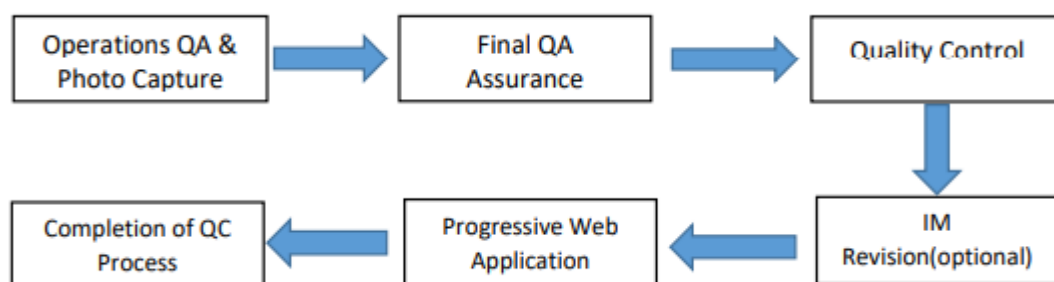 Operations QA &
Photo Capture
Final QA
Assurance
Quality Control
IM
Revision(optional)
Progressive Web
Application
Completion of QC
Process